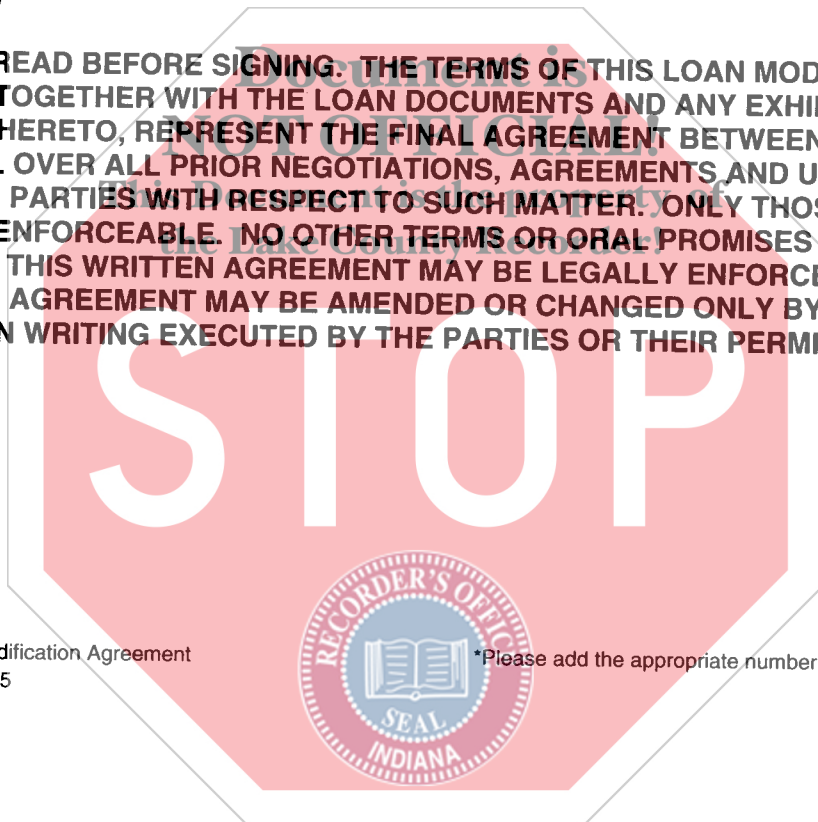 READ BEFORE SIGNING. THE TERMS OF THIS LOAN MOD
TOGETHER WITH THE LOAN DOCUMENTS AND ANY EXHI
HERETO, REPRESENT THE FINAL AGREEMENT BETWEEN
OVER ALL PRIOR NEGOTIATIONS, AGREEMENTS AND U
PARTIES WITH RESPECT TO SUCH MATTER. ONLY THOS
ENFORCEABLE. NO OTHER TERMS OR ORAL PROMISES
THIS WRITTEN AGREEMENT MAY BE LEGALLY ENFORCE
AGREEMENT MAY BE AMENDED OR CHANGED ONLY BY
N WRITING EXECUTED BY THE PARTIES OR THEIR PERMI
Document is
NOT OFFICIAL!
This Document is the property of
the Lake County Recorder!
STOP
RECORDER'S OFFICE
SEAL
INDIANA
dification Agreement
*Please add the appropriate number
5